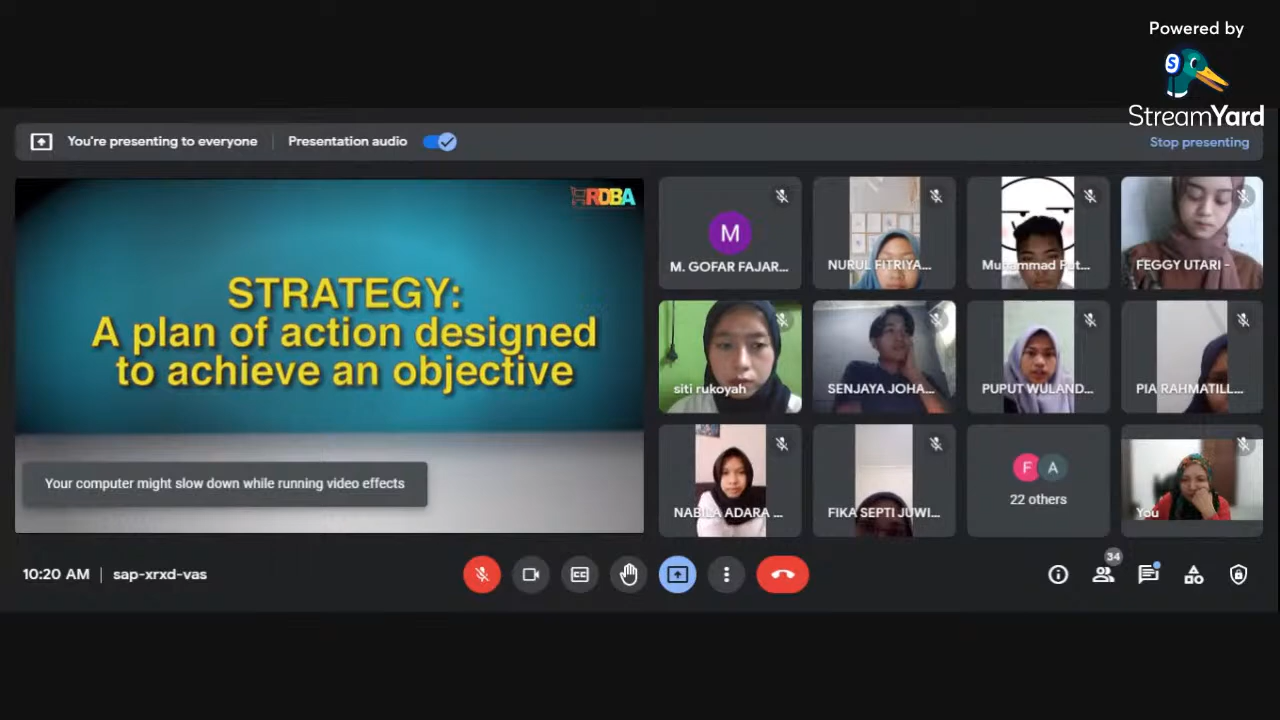 Powered by
S
StreamYard
You're presenting to everyone
Presentation audio
Stop presenting
RDBA
STRATEGY:
A plan of action designed
to achieve an objective
Your computer might slow down while running video effects
M
M. GOFAR FAJAR...
NURUL FITRIYA...
Muhammad Fat...
FEGGY UTARI -
siti rukoyah
SENJAYA JOHA...
PUPUT WULAND...
PIA RAHMATILL...
NABILA ADARA ...
FIKA SEPTI JUWI...
F A
22 others
You
10:20 AM | sap-xrxd-vas
CC
34